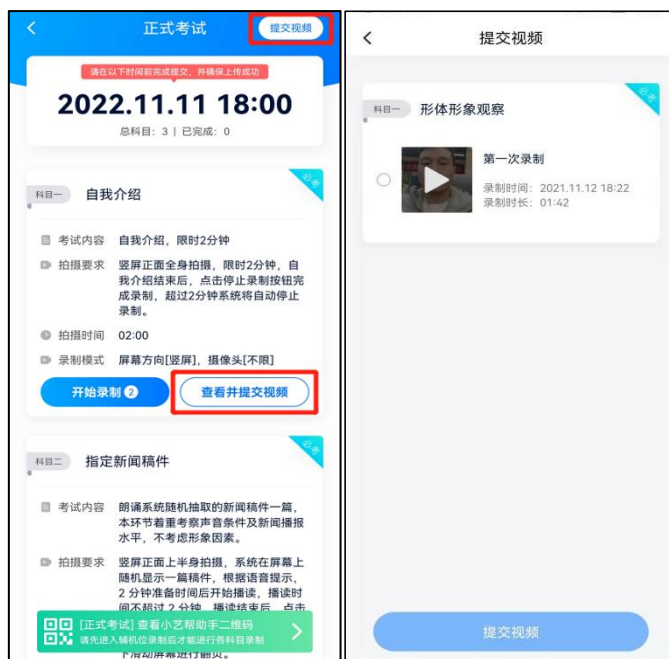 正式考试
提交视频
请在以下时间前完成提交，并确保上传成功
2022.11.11 18:00
总科目：3 | 已完成：0
必考
科目一
自我介绍
考试内容 自我介绍，限时2分钟
拍摄要求 竖屏正面全身拍摄，限时2分钟，自
我介绍结束后，点击停止录制按钮完
成录制，超过2分钟系统将自动停止
录制。
拍摄时间 02:00
录制模式 屏幕方向[竖屏]，摄像头[不限]
开始录制 2
查看并提交视频
必考
科目二
指定新闻稿件
考试内容 朗诵系统随机抽取的新闻稿件一篇，
本环节着重考察声音条件及新闻播报
水平，不考虑形象因素。
拍摄要求 竖屏正面上半身拍摄，系统在屏幕上
随机显示一篇稿件，根据语音提示，
2 分钟准备时间后开始播读，播读时
间不超过 2 分钟，播读结束后，点击
[正式考试] 查看小艺帮助手二维码
请先进入辅机位录制后才能进行各科目录制
下滑动屏幕进行翻页。
提交视频
必考
科目一
形体形象观察
第一次录制
录制时间：2021.11.12 18:22
录制时长：01:42
提交视频